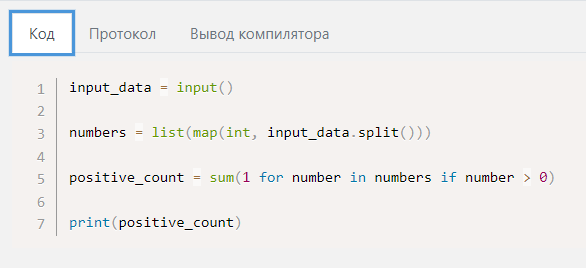 Код Протокол Вывод компилятора
1 input_data = input()
2
3 numbers = list(map(int, input_data.split()))
4
5 positive_count = sum(1 for number in numbers if number > 0)
6
7 print(positive_count)